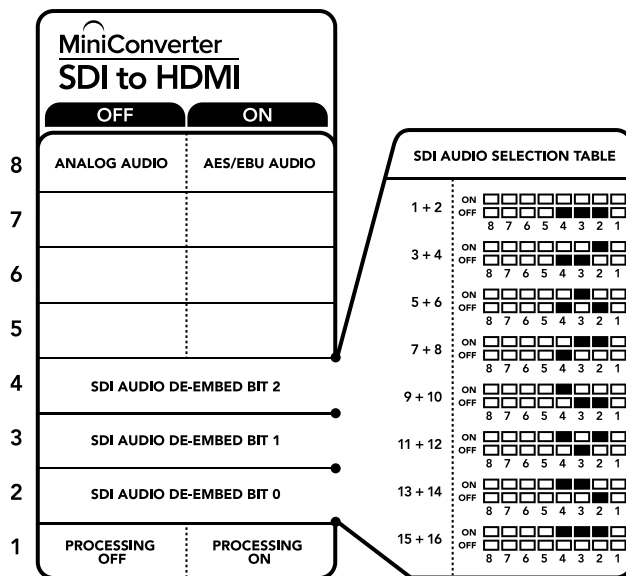 MiniConverter
SDI to HDMI
OFF ON
8 ANALOG AUDIO AES/EBU AUDIO
7
6
5
4 SDI AUDIO DE-EMBED BIT 2
3 SDI AUDIO DE-EMBED BIT 1
2 SDI AUDIO DE-EMBED BIT 0
1 PROCESSING OFF PROCESSING ON
SDI AUDIO SELECTION TABLE
1 + 2 ON
OFF
8 7 6 5 4 3 2 1
3 + 4 ON
OFF
8 7 6 5 4 3 2 1
5 + 6 ON
OFF
8 7 6 5 4 3 2 1
7 + 8 ON
OFF
8 7 6 5 4 3 2 1
9 + 10 ON
OFF
8 7 6 5 4 3 2 1
11 + 12 ON
OFF
8 7 6 5 4 3 2 1
13 + 14 ON
OFF
8 7 6 5 4 3 2 1
15 + 16 ON
OFF
8 7 6 5 4 3 2 1